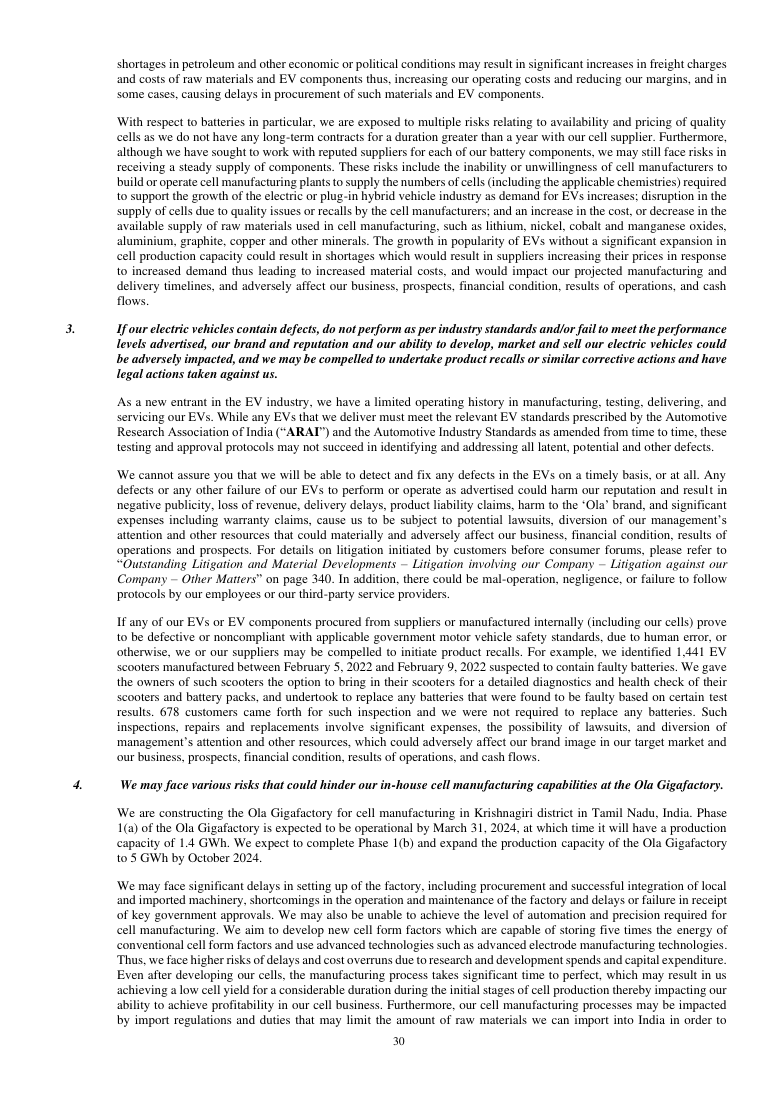 shortages in petroleum and other economic or political conditions may result in significant increases in freight charges
and costs of raw materials and EV components thus, increasing our operating costs and reducing our margins, and in
some cases, causing delays in procurement of such materials and EV components.
With respect to batteries in particular, we are exposed to multiple risks relating to availability and pricing of quality
cells as we do not have any long-term contracts for a duration greater than a year with our cell supplier. Furthermore,
although we have sought to work with reputed suppliers for each of our battery components, we may still face risks in
receiving a steady supply of components. These risks include the inability or unwillingness of cell manufacturers to
build or operate cell manufacturing plants to supply the numbers of cells (including the applicable chemistries) required
to support the growth of the electric or plug-in hybrid vehicle industry as demand for EVs increases; disruption in the
supply of cells due to quality issues or recalls by the cell manufacturers; and an increase in the cost, or decrease in the
available supply of raw materials used in cell manufacturing, such as lithium, nickel, cobalt and manganese oxides,
aluminium, graphite, copper and other minerals. The growth in popularity of EVs without a significant expansion in
cell production capacity could result in shortages which would result in suppliers increasing their prices in response
to increased demand thus leading to increased material costs, and would impact our projected manufacturing and
delivery timelines, and adversely affect our business, prospects, financial condition, results of operations, and cash
flows.
3. If our electric vehicles contain defects, do not perform as per industry standards and/or fail to meet the performance
levels advertised, our brand and reputation and our ability to develop, market and sell our electric vehicles could
be adversely impacted, and we may be compelled to undertake product recalls or similar corrective actions and have
legal actions taken against us.
As a new entrant in the EV industry, we have a limited operating history in manufacturing, testing, delivering, and
servicing our EVs. While any EVs that we deliver must meet the relevant EV standards prescribed by the Automotive
Research Association of India (“ARAI”) and the Automotive Industry Standards as amended from time to time, these
testing and approval protocols may not succeed in identifying and addressing all latent, potential and other defects.
We cannot assure you that we will be able to detect and fix any defects in the EVs on a timely basis, or at all. Any
defects or any other failure of our EVs to perform or operate as advertised could harm our reputation and result in
negative publicity, loss of revenue, delivery delays, product liability claims, harm to the ‘Ola’ brand, and significant
expenses including warranty claims, cause us to be subject to potential lawsuits, diversion of our management’s
attention and other resources that could materially and adversely affect our business, financial condition, results of
operations and prospects. For details on litigation initiated by customers before consumer forums, please refer to
“Outstanding Litigation and Material Developments – Litigation involving our Company – Litigation against our
Company – Other Matters” on page 340. In addition, there could be mal-operation, negligence, or failure to follow
protocols by our employees or our third-party service providers.
If any of our EVs or EV components procured from suppliers or manufactured internally (including our cells) prove
to be defective or noncompliant with applicable government motor vehicle safety standards, due to human error, or
otherwise, we or our suppliers may be compelled to initiate product recalls. For example, we identified 1,441 EV
scooters manufactured between February 5, 2022 and February 9, 2022 suspected to contain faulty batteries. We gave
the owners of such scooters the option to bring in their scooters for a detailed diagnostics and health check of their
scooters and battery packs, and undertook to replace any batteries that were found to be faulty based on certain test
results. 678 customers came forth for such inspection and we were not required to replace any batteries. Such
inspections, repairs and replacements involve significant expenses, the possibility of lawsuits, and diversion of
management’s attention and other resources, which could adversely affect our brand image in our target market and
our business, prospects, financial condition, results of operations, and cash flows.
4. We may face various risks that could hinder our in-house cell manufacturing capabilities at the Ola Gigafactory.
We are constructing the Ola Gigafactory for cell manufacturing in Krishnagiri district in Tamil Nadu, India. Phase
1(a) of the Ola Gigafactory is expected to be operational by March 31, 2024, at which time it will have a production
capacity of 1.4 GWh. We expect to complete Phase 1(b) and expand the production capacity of the Ola Gigafactory
to 5 GWh by October 2024.
We may face significant delays in setting up of the factory, including procurement and successful integration of local
and imported machinery, shortcomings in the operation and maintenance of the factory and delays or failure in receipt
of key government approvals. We may also be unable to achieve the level of automation and precision required for
cell manufacturing. We aim to develop new cell form factors which are capable of storing five times the energy of
conventional cell form factors and use advanced technologies such as advanced electrode manufacturing technologies.
Thus, we face higher risks of delays and cost overruns due to research and development spends and capital expenditure.
Even after developing our cells, the manufacturing process takes significant time to perfect, which may result in us
achieving a low cell yield for a considerable duration during the initial stages of cell production thereby impacting our
ability to achieve profitability in our cell business. Furthermore, our cell manufacturing processes may be impacted
by import regulations and duties that may limit the amount of raw materials we can import into India in order to
30